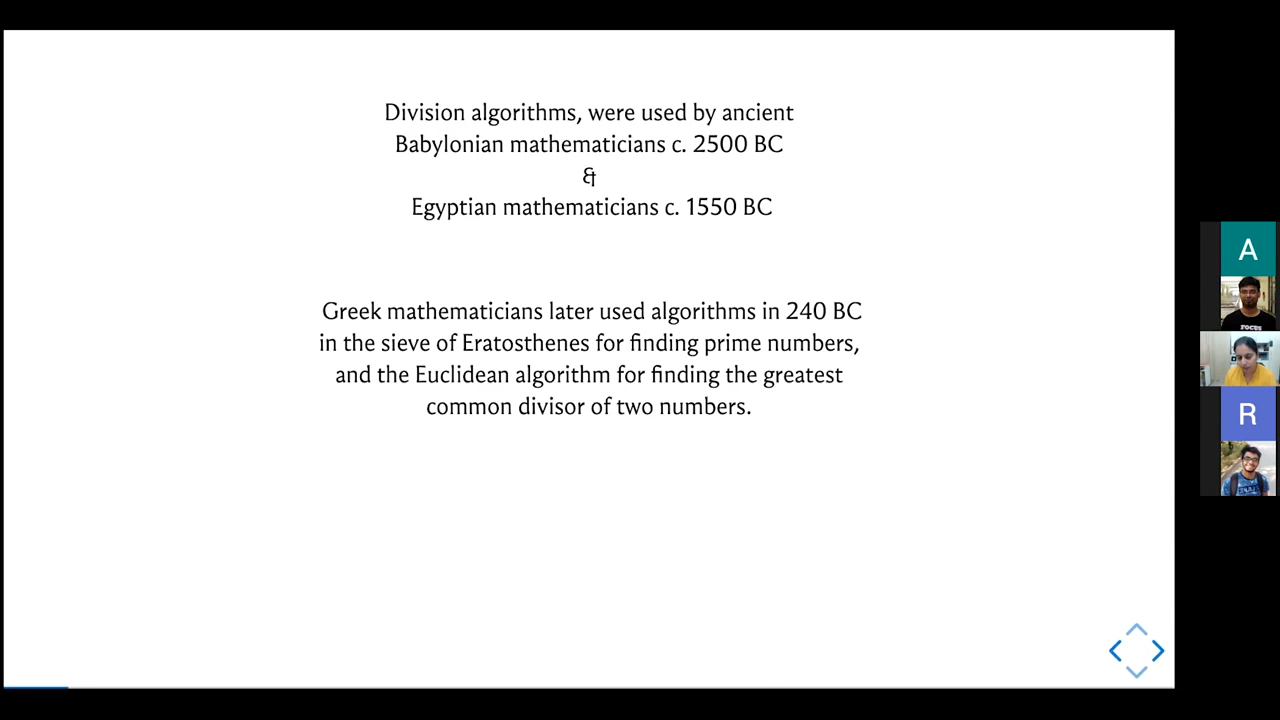 Division algorithms, were used by ancient
Babylonian mathematicians c. 2500 BC
&
Egyptian mathematicians c. 1550 BC
Greek mathematicians later used algorithms in 240 BC
in the sieve of Eratosthenes for finding prime numbers,
and the Euclidean algorithm for finding the greatest
common divisor of two numbers.
A
FOCUS
R